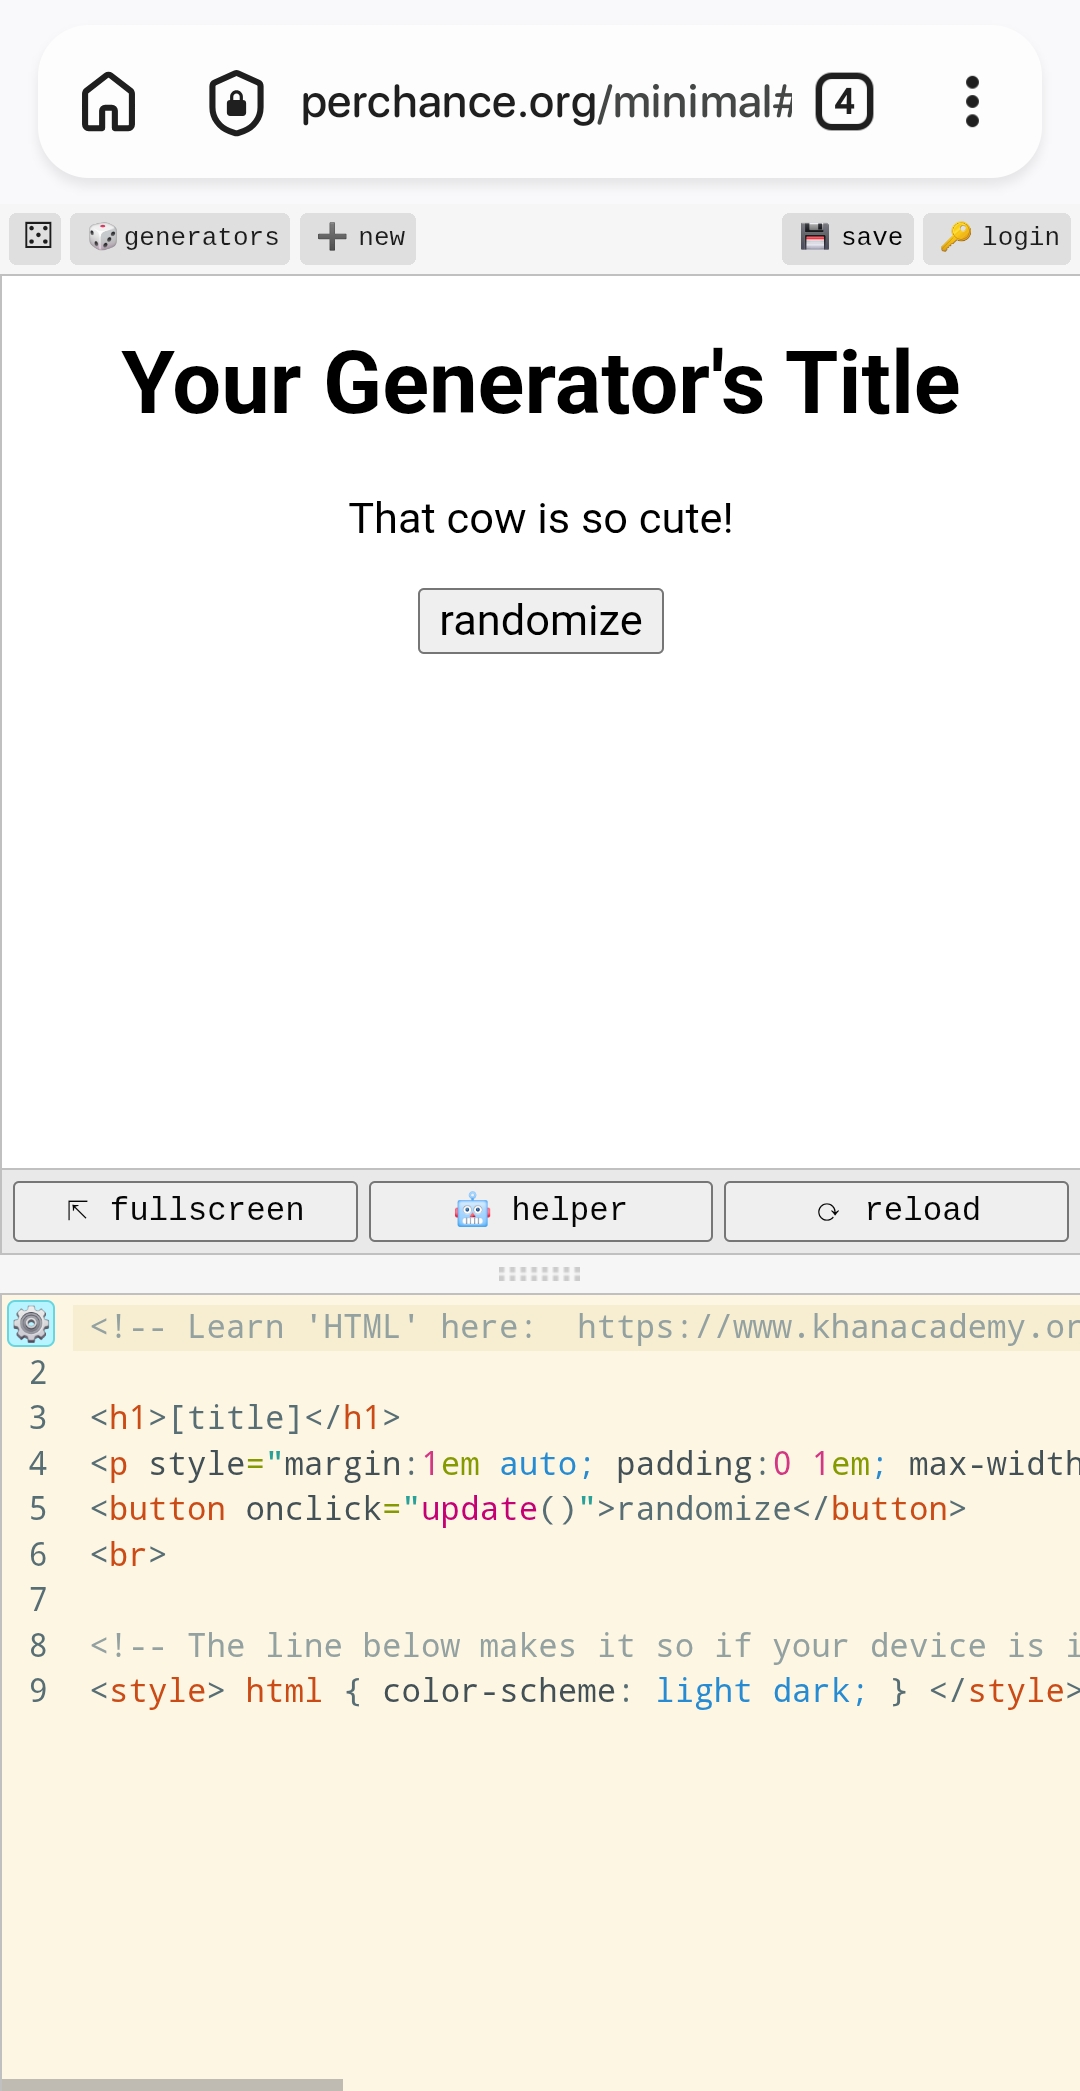 perchance.org/minimal#
4
generators
new
save
login
Your Generator's Title
That cow is so cute!
randomize
fullscreen
helper
reload
<!-- Learn 'HTML' here:  https://www.khanacademy.or
2
3 <h1>[title]</h1>
4 <p style="margin:1em auto; padding:0 1em; max-width
5 <button onclick="update()">randomize</button>
6 <br>
7
8 <!-- The line below makes it so if your device is i
9 <style> html { color-scheme: light dark; } </style>